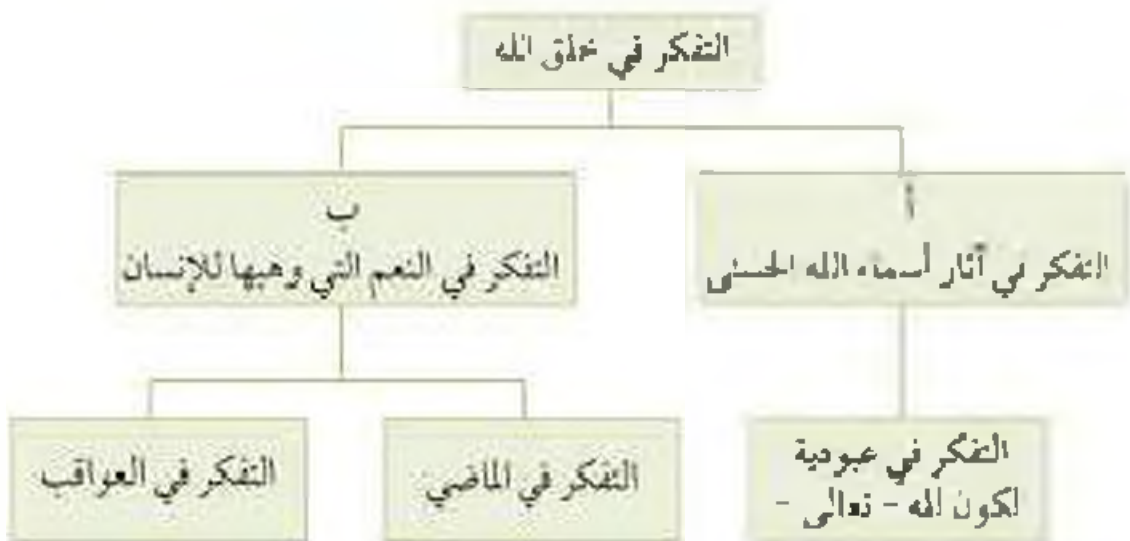 التفكر في خلق الله
أ
التفكر في آثار أسماء الله الحسنى
ب
التفكر في النعم التي وهبها للإنسان
التفكر في عبودية
لكون لله - تعالى -
التفكر في الماضي
التفكر في العواقب